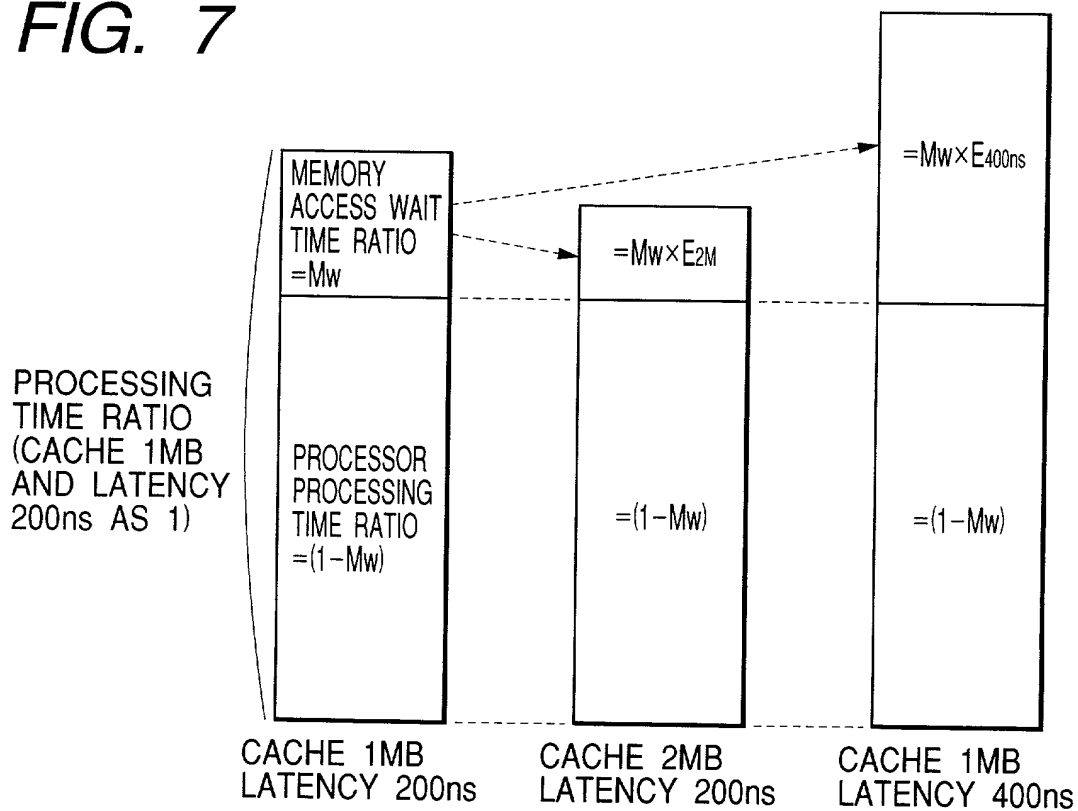 FIG. 7
MEMORY
ACCESS WAIT
TIME RATIO
=Mw
=Mw×E2M
=Mw×E400ns
PROCESSING
TIME RATIO
(CACHE 1MB
AND LATENCY
200ns AS 1)
PROCESSOR
PROCESSING
TIME RATIO
=(1-Mw)
=(1-Mw)
=(1-Mw)
CACHE 1MB
LATENCY 200ns
CACHE 2MB
LATENCY 200ns
CACHE 1MB
LATENCY 400ns